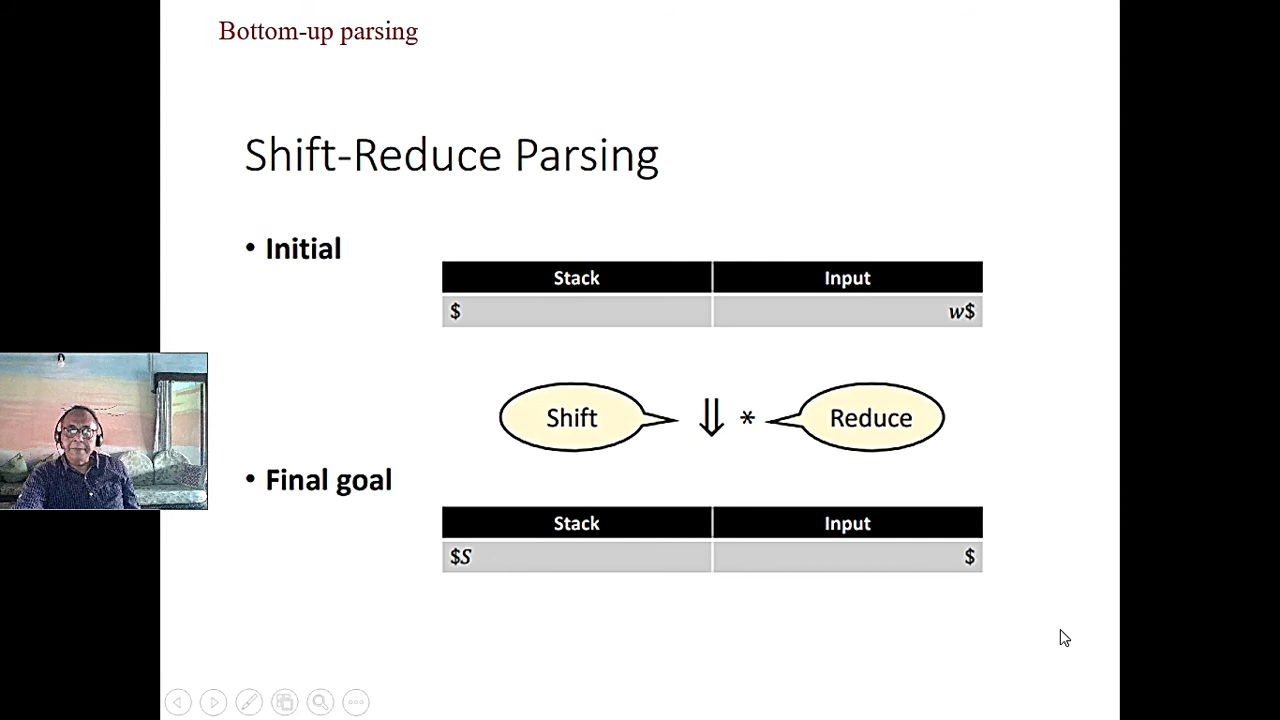 Bottom-up parsing
Shift-Reduce Parsing
• Initial
Stack Input
$ w$
Shift ⇓ * Reduce
• Final goal
Stack Input
$S $